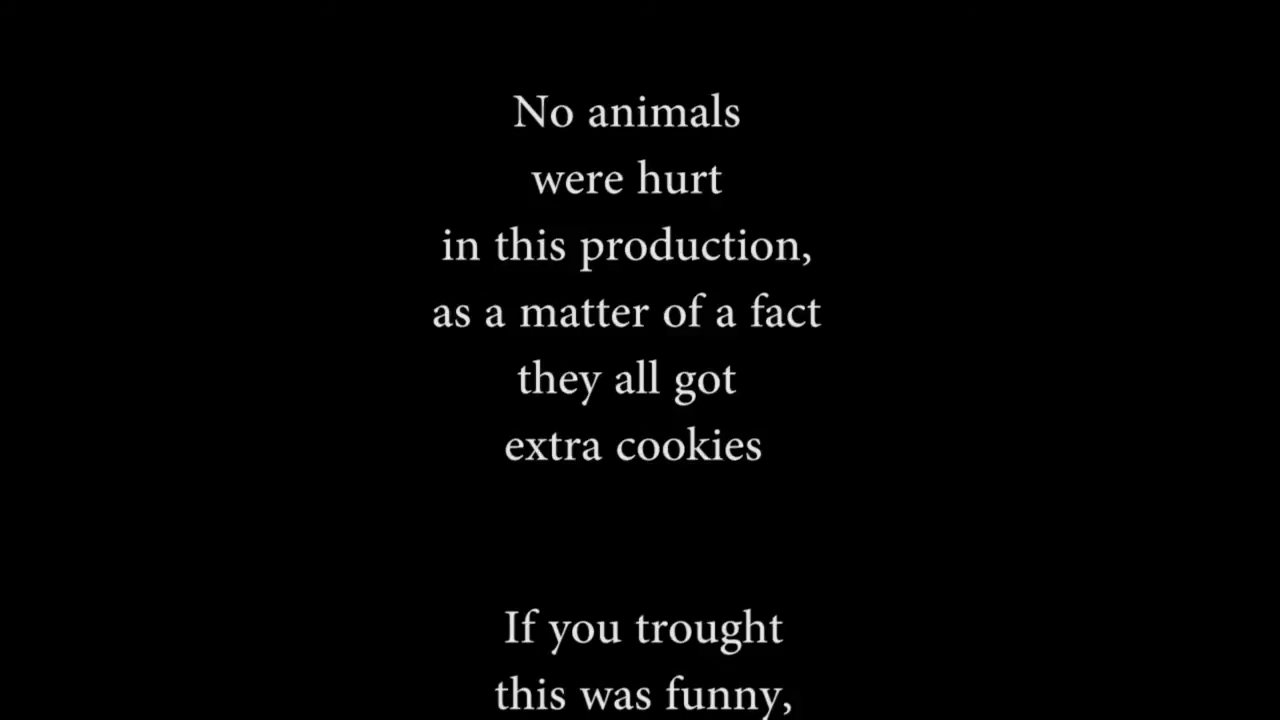 No animals
were hurt
in this production,
as a matter of a fact
they all got
extra cookies
If you trought
this was funny,